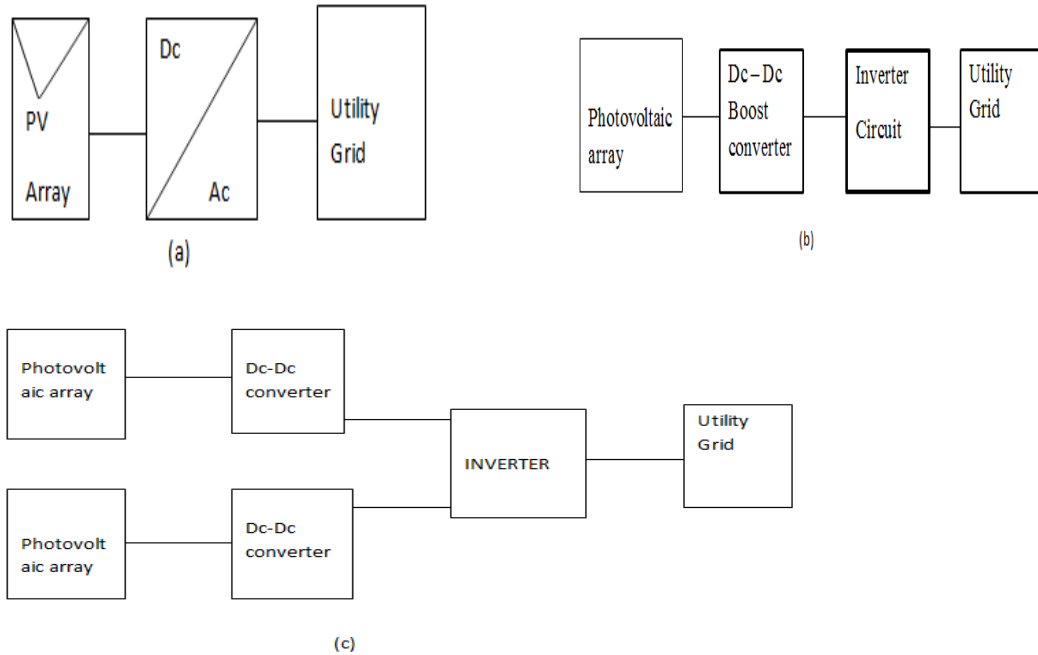 PV
Array
Dc
Ac
Utility
Grid
(a)
Photovoltaic
array
Dc – Dc
Boost
converter
Inverter
Circuit
Utility
Grid
(b)
Photovolt
aic array
Dc-Dc
converter
INVERTER
Utility
Grid
Photovolt
aic array
Dc-Dc
converter
(c)